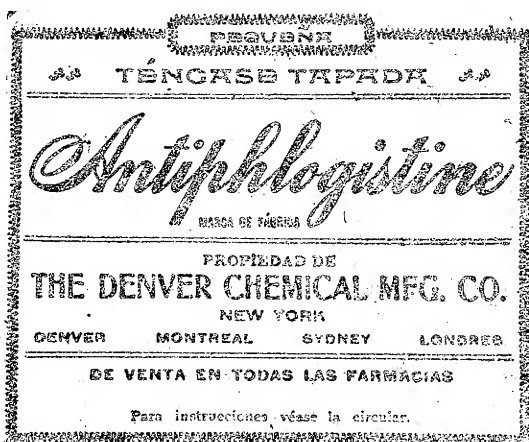 PEQUEÑA
TÉNGASE TAPADA
Antiphlogistine
MARCA DE FÁBRICA
PROPIEDAD DE
THE DENVER CHEMICAL MFG. CO.
NEW YORK
DENVER MONTREAL SYDNEY LONDRES
DE VENTA EN TODAS LAS FARMACIAS
Para instrucciones véase la circular.